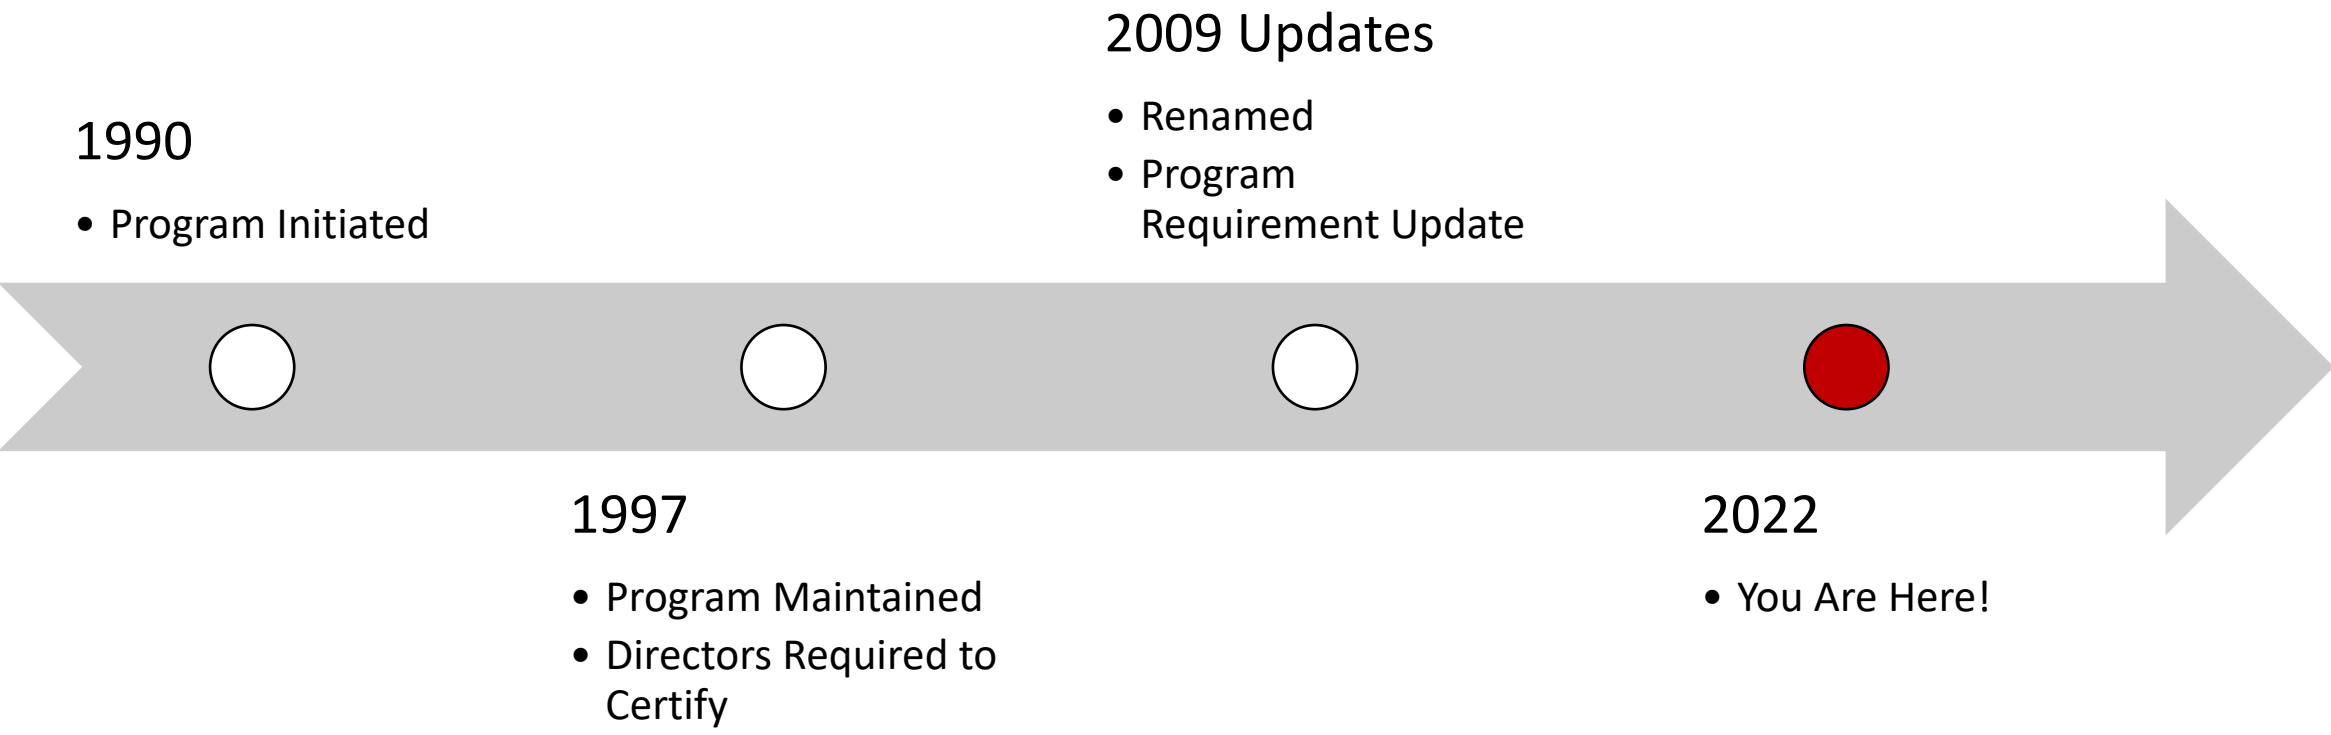 1990
• Program Initiated
1997
• Program Maintained
• Directors Required to
Certify
2009 Updates
• Renamed
• Program
Requirement Update
2022
• You Are Here!